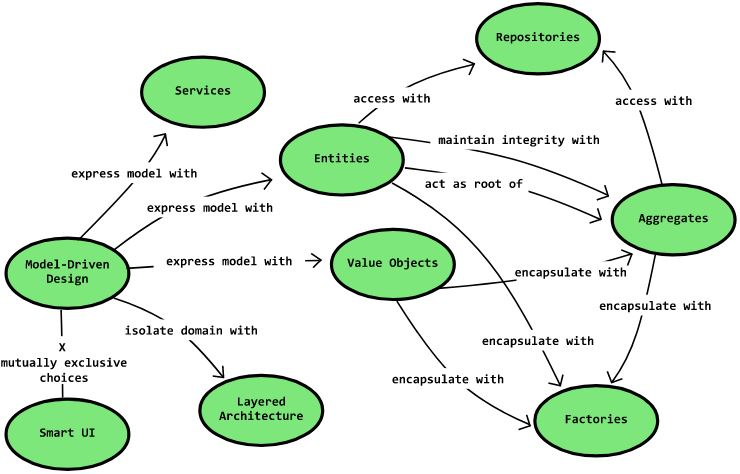 Repositories
Services
access with
access with
maintain integrity with
Entities
express model with
act as root of
express model with
Aggregates
Model-Driven
Design
express model with
Value Objects
encapsulate with
encapsulate with
isolate domain with
X
mutually exclusive
choices
encapsulate with
encapsulate with
Layered
Architecture
Factories
Smart UI